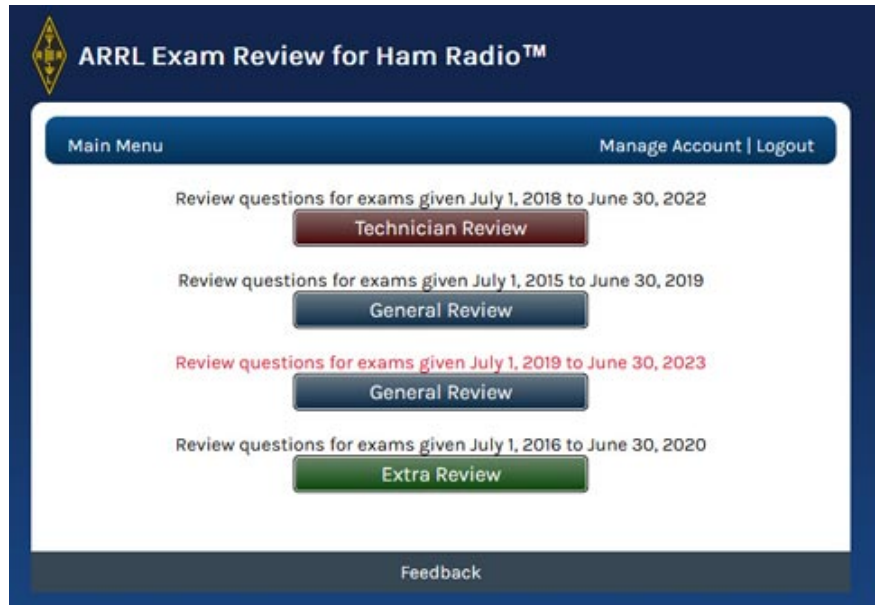 ARRL Exam Review for Ham Radio™
Main Menu Manage Account | Logout
Review questions for exams given July 1, 2018 to June 30, 2022
Technician Review
Review questions for exams given July 1, 2015 to June 30, 2019
General Review
Review questions for exams given July 1, 2019 to June 30, 2023
General Review
Review questions for exams given July 1, 2016 to June 30, 2020
Extra Review
Feedback